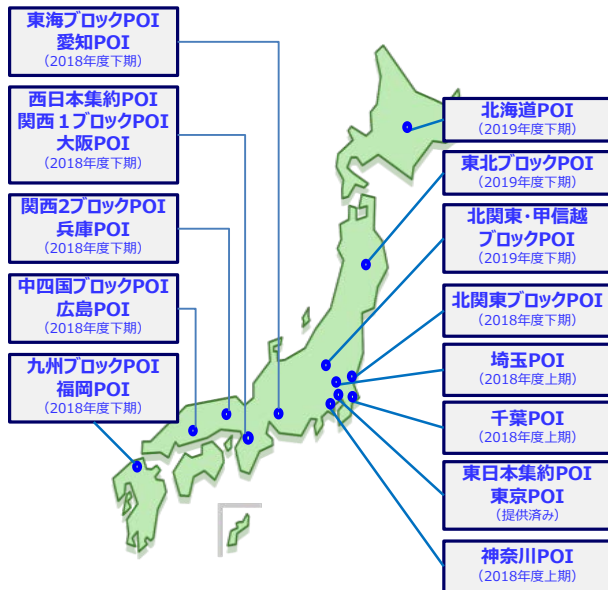 東海ブロックPOI
愛知POI
(2018年度下期)
西日本集約POI
関西1ブロックPOI
大阪POI
(2018年度下期)
関西2ブロックPOI
兵庫POI
(2018年度下期)
中四国ブロックPOI
広島POI
(2018年度下期)
九州ブロックPOI
福岡POI
(2018年度下期)
北海道POI
(2019年度下期)
東北ブロックPOI
(2019年度下期)
北関東・甲信越
ブロックPOI
(2019年度下期)
北関東ブロックPOI
(2018年度下期)
埼玉POI
(2018年度上期)
千葉POI
(2018年度上期)
東日本集約POI
東京POI
(提供済み)
神奈川POI
(2018年度上期)